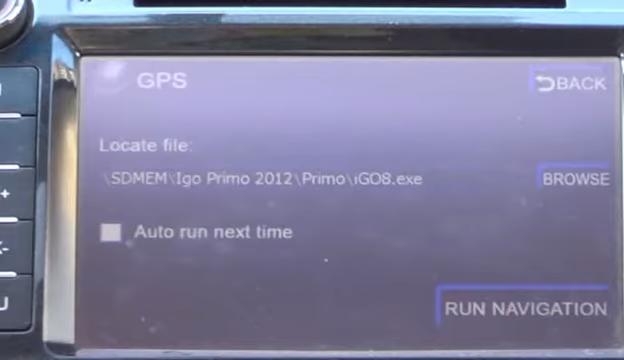 GPS
BACK
Locate file:
\SDMEM\Igo Primo 2012\Primo\iGO8.exe
BROWSE
Auto run next time
RUN NAVIGATION